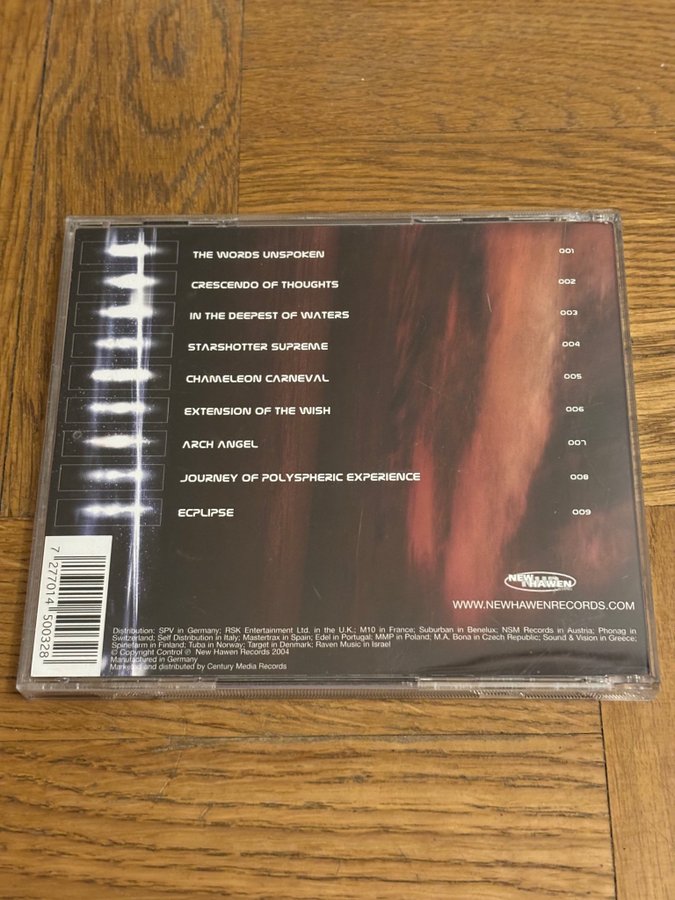 THE WORDS UNSPOKEN 001
CRESCENDO OF THOUGHTS 002
IN THE DEEPEST OF WATERS 003
STARSHOTTER SUPREME 004
CHAMELEON CARNEVAL 005
EXTENSION OF THE WISH 006
ARCH ANGEL 007
JOURNEY OF POLYSPHERIC EXPERIENCE 008
ECPLIPSE 009
7 277014 500328
NEW HAWEN
WWW.NEWHAWENRECORDS.COM
Distribution: SPV in Germany; RSK Entertainment Ltd. in the U.K.; M10 in France; Suburban in Benelux; NSM Records in Austria; Phonag in
Switzerland; Self Distribution in Italy; Mastertrax in Spain; Edel in Portugal; MMP in Poland; M.A. Bona in Czech Republic; Sound & Vision in Greece;
Spinefarm in Finland; Tuba in Norway; Target in Denmark; Raven Music in Israel
© Copyright Control ℗ New Hawen Records 2004
Manufactured in Germany
Marketed and distributed by Century Media Records